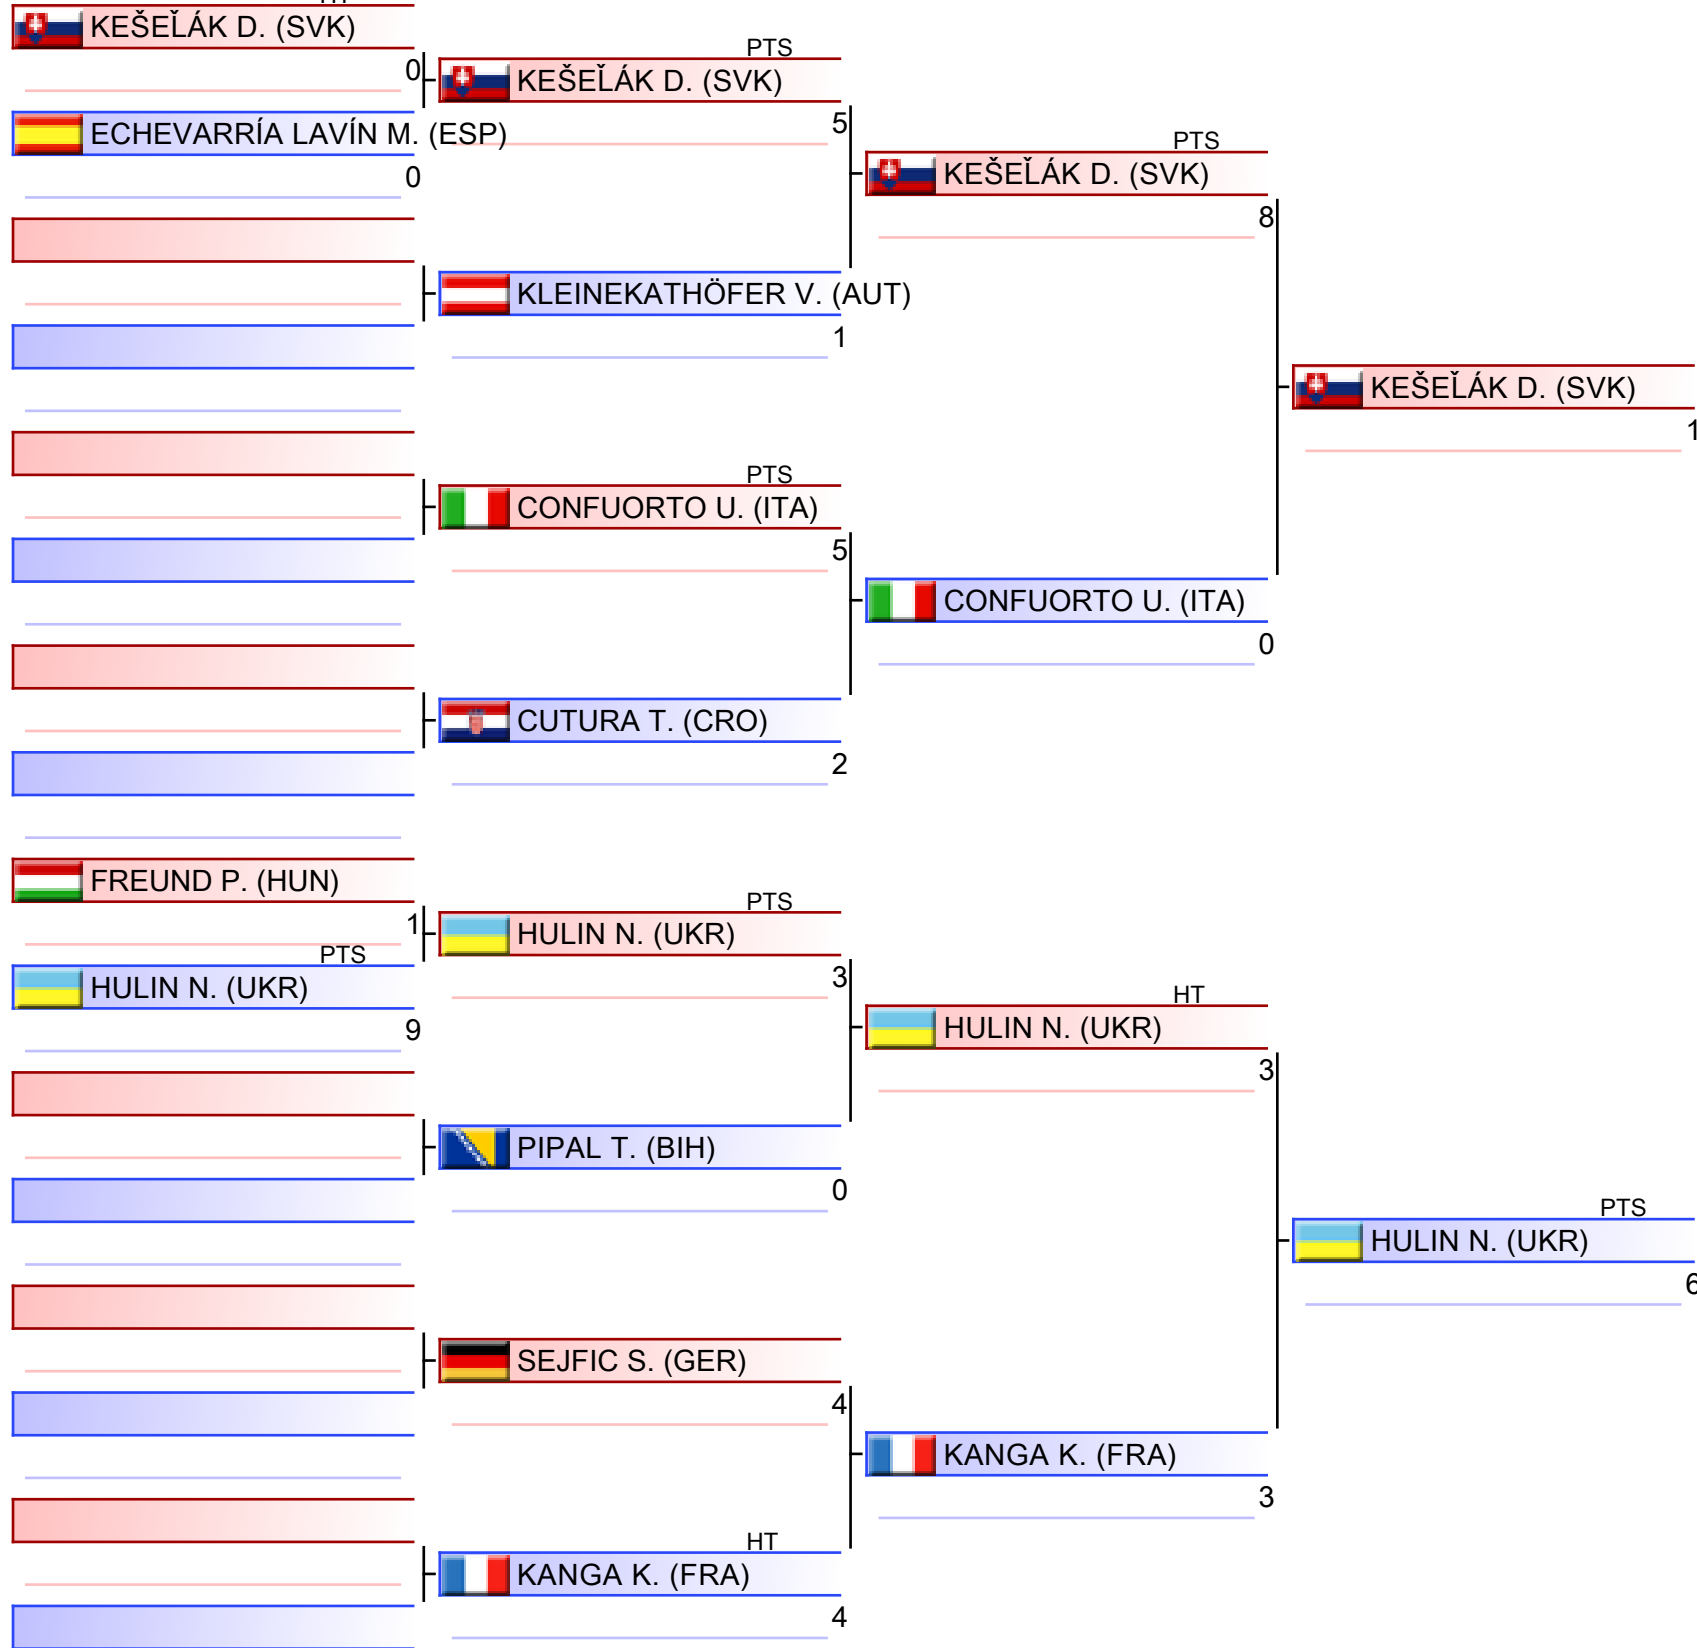 KEŠEĽÁK D. (SVK)
0
ECHEVARRÍA LAVÍN M. (ESP)
0
FREUND P. (HUN)
1
PTS
HULIN N. (UKR)
9
PTS
KEŠEĽÁK D. (SVK)
5
KLEINEKATHÖFER V. (AUT)
1
PTS
CONFUORTO U. (ITA)
5
CUTURA T. (CRO)
2
PTS
HULIN N. (UKR)
3
PIPAL T. (BIH)
0
SEJFIC S. (GER)
4
HT
KANGA K. (FRA)
4
PTS
KEŠEĽÁK D. (SVK)
8
CONFUORTO U. (ITA)
0
HT
HULIN N. (UKR)
3
KANGA K. (FRA)
3
KEŠEĽÁK D. (SVK)
1
PTS
HULIN N. (UKR)
6